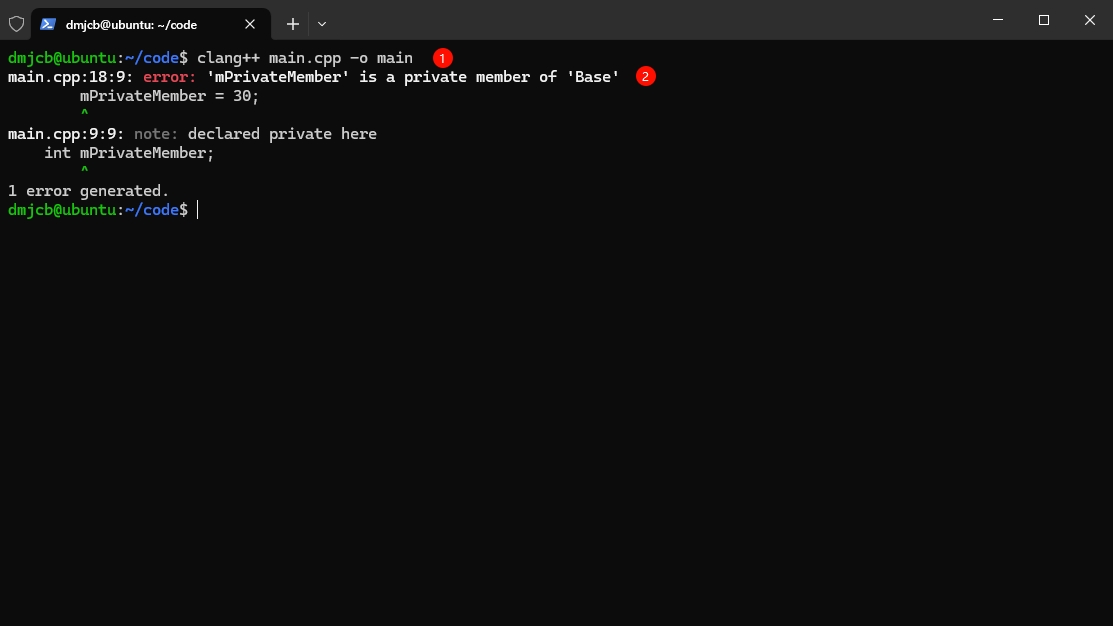 dmjcb@ubuntu: ~/code
dmjcb@ubuntu:~/code$ clang++ main.cpp -o main 1
main.cpp:18:9: error: 'mPrivateMember' is a private member of 'Base' 2
        mPrivateMember = 30;
        ^
main.cpp:9:9: note: declared private here
    int mPrivateMember;
        ^
1 error generated.
dmjcb@ubuntu:~/code$